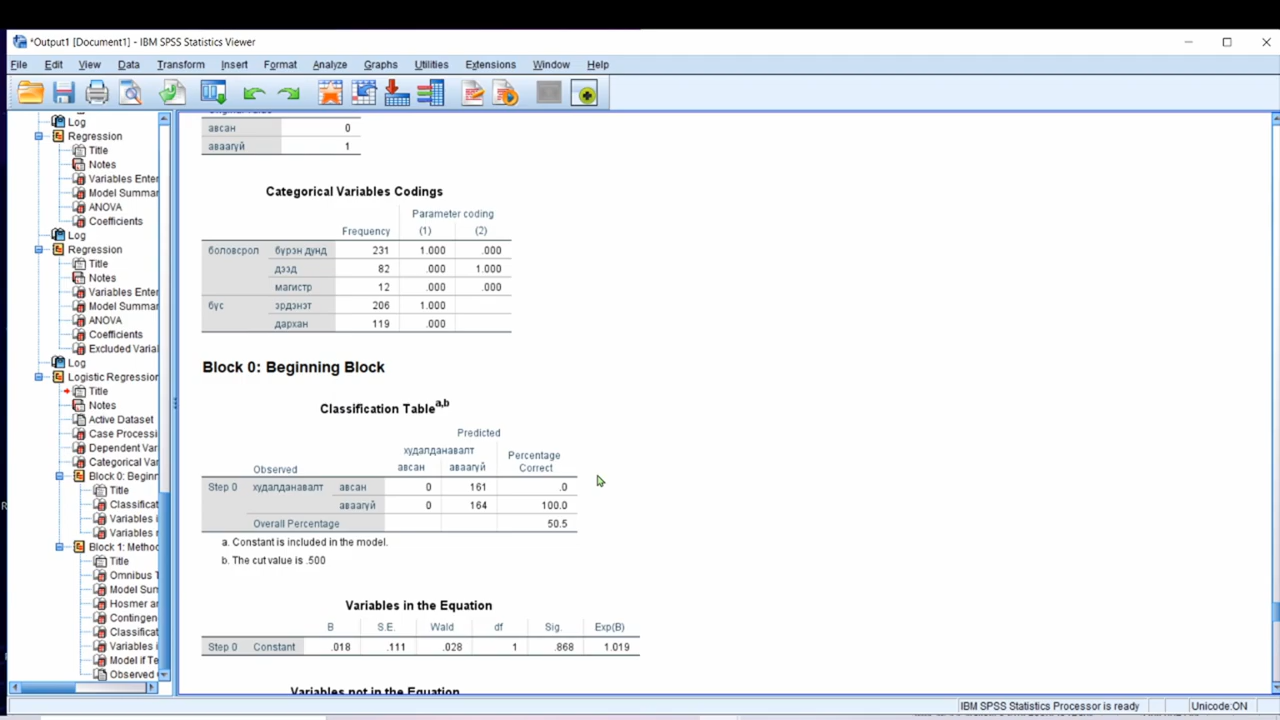 *Output1 [Document1] - IBM SPSS Statistics Viewer
File Edit View Data Transform Insert Format Analyze Graphs Utilities Extensions Window Help
Log
Regression
Title
Notes
Variables Enter
Model Summar
ANOVA
Coefficients
Log
Regression
Title
Notes
Variables Enter
Model Summar
ANOVA
Coefficients
Excluded Varial
Log
Logistic Regression
Title
Notes
Active Dataset
Case Processi
Dependent Var
Categorical Va
Block 0: Beginn
Title
Classificat
Variables i
Variables n
Block 1: Metho
Title
Omnibus T
Model Sum
Hosmer an
Contingen
Classificat
Variables i
Model if Te
Observed
авсан 0
аваагүй 1
Categorical Variables Codings
Parameter coding
Frequency (1) (2)
боловсрол бүрэн дунд 231 1.000 .000
дээд 82 .000 1.000
магистр 12 .000 .000
бүс эрдэнэт 206 1.000
дархан 119 .000
Block 0: Beginning Block
Classification Table a,b
Predicted
худалдаанавалт Percentage
Observed авсан аваагүй Correct
Step 0 худалданавалт авсан 0 161 .0
аваагүй 0 164 100.0
Overall Percentage 50.5
a. Constant is included in the model.
b. The cut value is .500
Variables in the Equation
B S.E. Wald df Sig. Exp(B)
Step 0 Constant .018 .111 .028 1 .868 1.019
Variables not in the Equation
IBM SPSS Statistics Processor is ready Unicode:ON